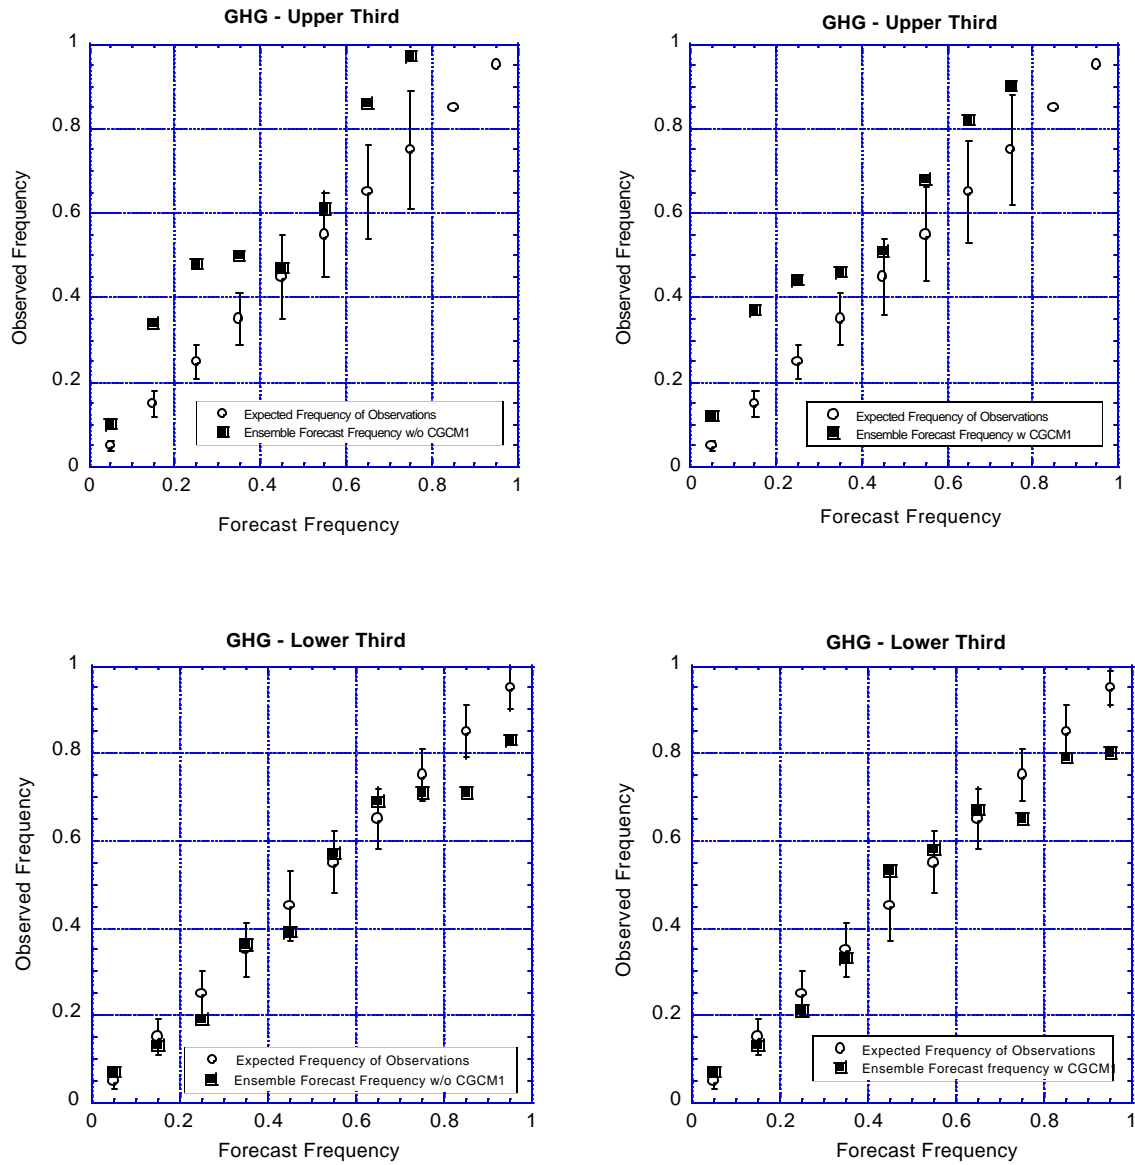 GHG - Upper Third
1
0.8
0.6
0.4
0.2
0
0 0.2 0.4 0.6 0.8 1
Observed Frequency
Forecast Frequency
Expected Frequency of Observations
Ensemble Forecast Frequency w/o CGCM1
GHG - Upper Third
1
0.8
0.6
0.4
0.2
0
0 0.2 0.4 0.6 0.8 1
Observed Frequency
Forecast Frequency
Expected Frequency of Observations
Ensemble Forecast Frequency w CGCM1
GHG - Lower Third
1
0.8
0.6
0.4
0.2
0
0 0.2 0.4 0.6 0.8 1
Observed Frequency
Forecast Frequency
Expected Frequency of Observations
Ensemble Forecast Frequency w/o CGCM1
GHG - Lower Third
1
0.8
0.6
0.4
0.2
0
0 0.2 0.4 0.6 0.8 1
Observed Frequency
Forecast Frequency
Expected Frequency of Observations
Ensemble Forecast frequency w CGCM1